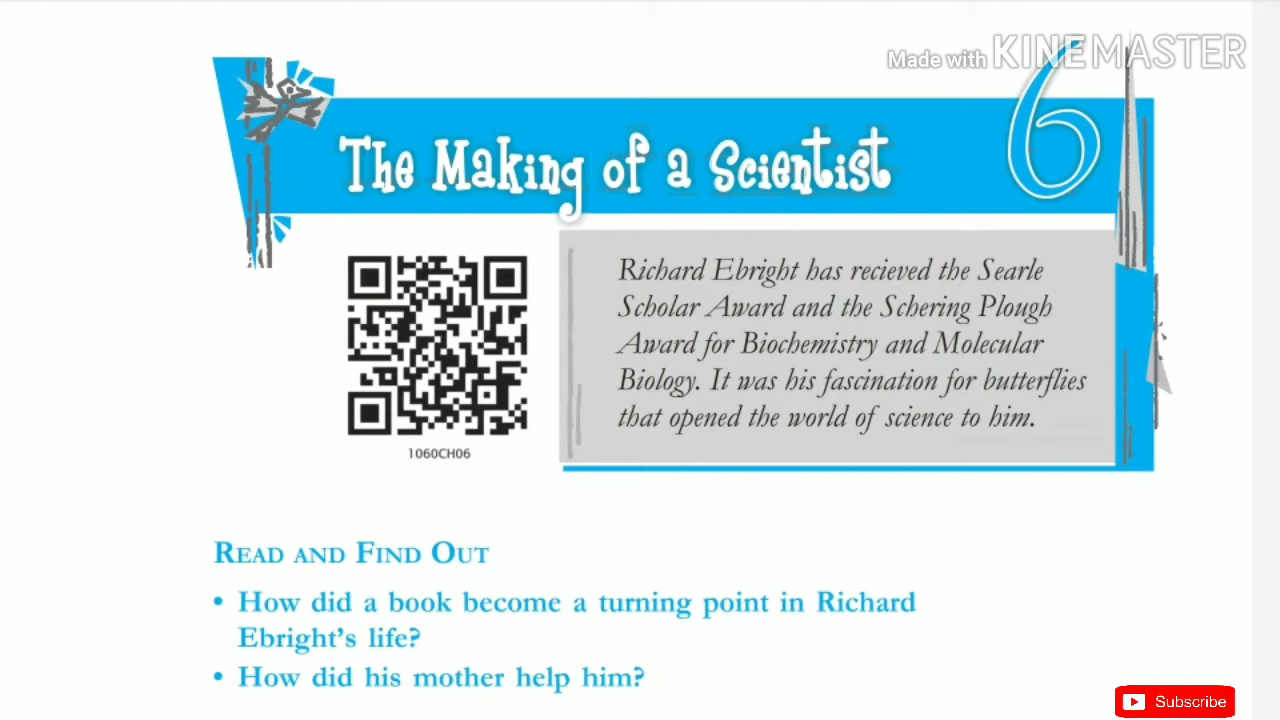 Made with KINEMASTER
6
The Making of a Scientist
Richard Ebright has recieved the Searle
Scholar Award and the Schering Plough
Award for Biochemistry and Molecular
Biology. It was his fascination for butterflies
that opened the world of science to him.
1060CH06
READ AND FIND OUT
• How did a book become a turning point in Richard
Ebright's life?
• How did his mother help him?
Subscribe